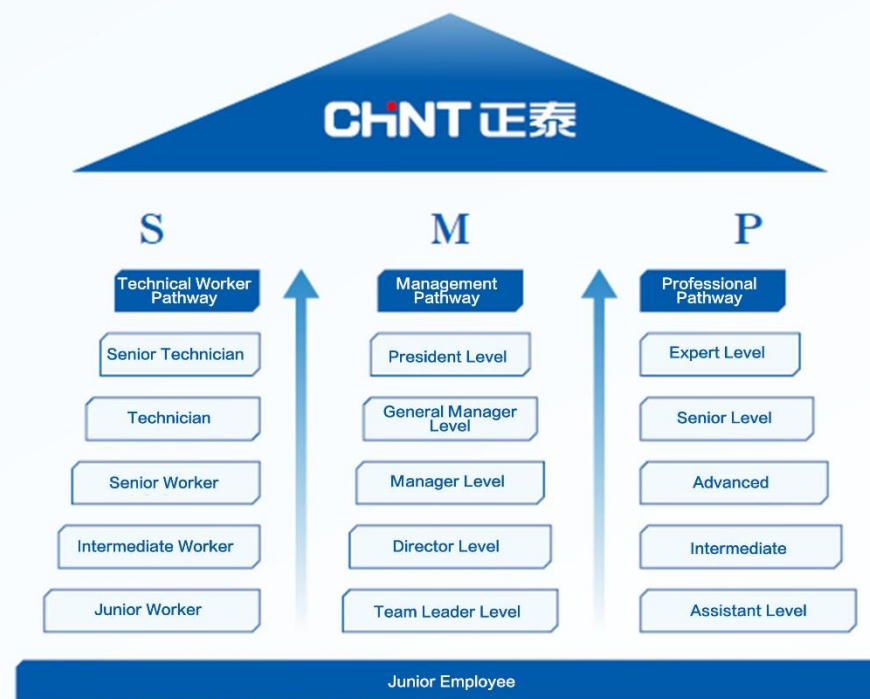 CHiNT 正泰
S M P
Technical Worker
Pathway
Management
Pathway
Professional
Pathway
Senior Technician
President Level
Expert Level
Technician
General Manager
Level
Senior Level
Senior Worker
Manager Level
Advanced
Intermediate Worker
Director Level
Intermediate
Junior Worker
Team Leader Level
Assistant Level
Junior Employee